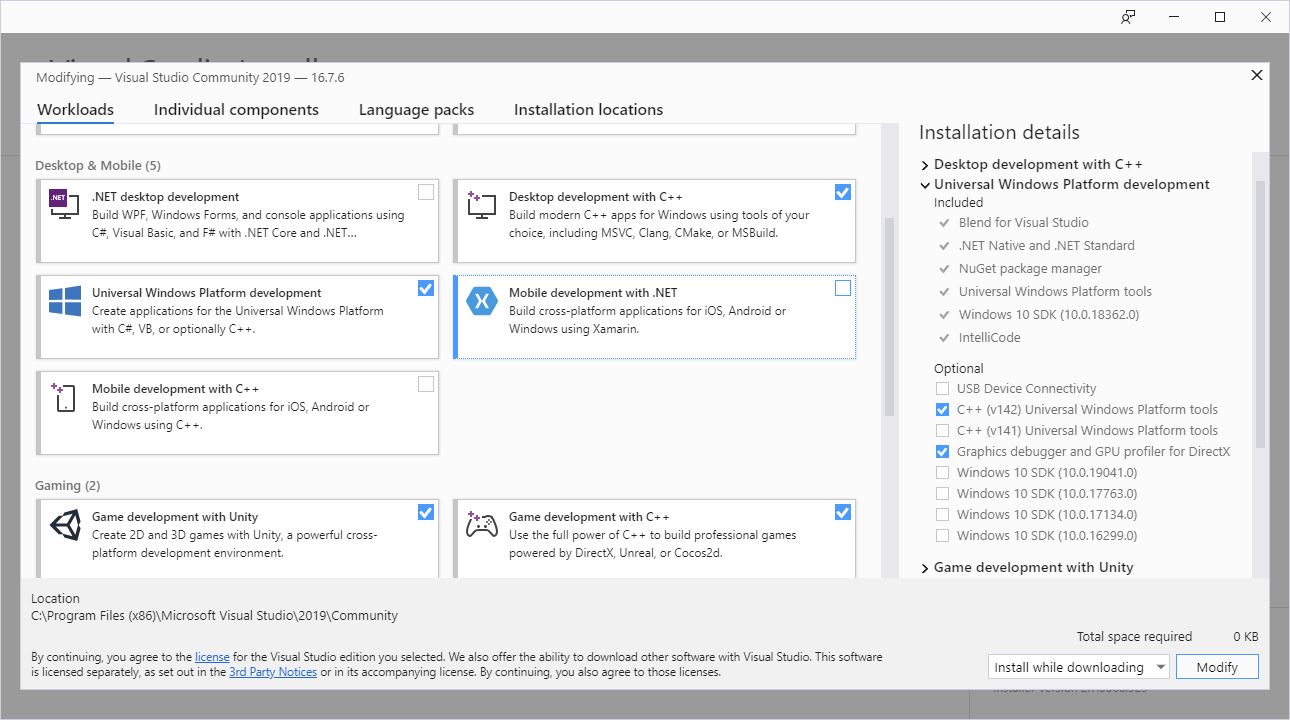 Modifying — Visual Studio Community 2019 — 16.7.6
Workloads
Individual components
Language packs
Installation locations
Desktop & Mobile (5)
.NET
.NET desktop development
Build WPF, Windows Forms, and console applications using
C#, Visual Basic, and F# with .NET Core and .NET...
Desktop development with C++
Build modern C++ apps for Windows using tools of your
choice, including MSVC, Clang, CMake, or MSBuild.
Universal Windows Platform development
Create applications for the Universal Windows Platform
with C#, VB, or optionally C++.
Mobile development with .NET
Build cross-platform applications for iOS, Android or
Windows using Xamarin.
Mobile development with C++
Build cross-platform applications for iOS, Android or
Windows using C++.
Gaming (2)
Game development with Unity
Create 2D and 3D games with Unity, a powerful cross-
platform development environment.
Game development with C++
Use the full power of C++ to build professional games
powered by DirectX, Unreal, or Cocos2d.
Installation details
Desktop development with C++
Universal Windows Platform development
Included
Blend for Visual Studio
.NET Native and .NET Standard
NuGet package manager
Universal Windows Platform tools
Windows 10 SDK (10.0.18362.0)
IntelliCode
Optional
USB Device Connectivity
C++ (v142) Universal Windows Platform tools
C++ (v141) Universal Windows Platform tools
Graphics debugger and GPU profiler for DirectX
Windows 10 SDK (10.0.19041.0)
Windows 10 SDK (10.0.17763.0)
Windows 10 SDK (10.0.17134.0)
Windows 10 SDK (10.0.16299.0)
Game development with Unity
Location
C:\Program Files (x86)\Microsoft Visual Studio\2019\Community
By continuing, you agree to the license for the Visual Studio edition you selected. We also offer the ability to download other software with Visual Studio. This software
is licensed separately, as set out in the 3rd Party Notices or in its accompanying license. By continuing, you also agree to those licenses.
Total space required 0 KB
Install while downloading
Modify